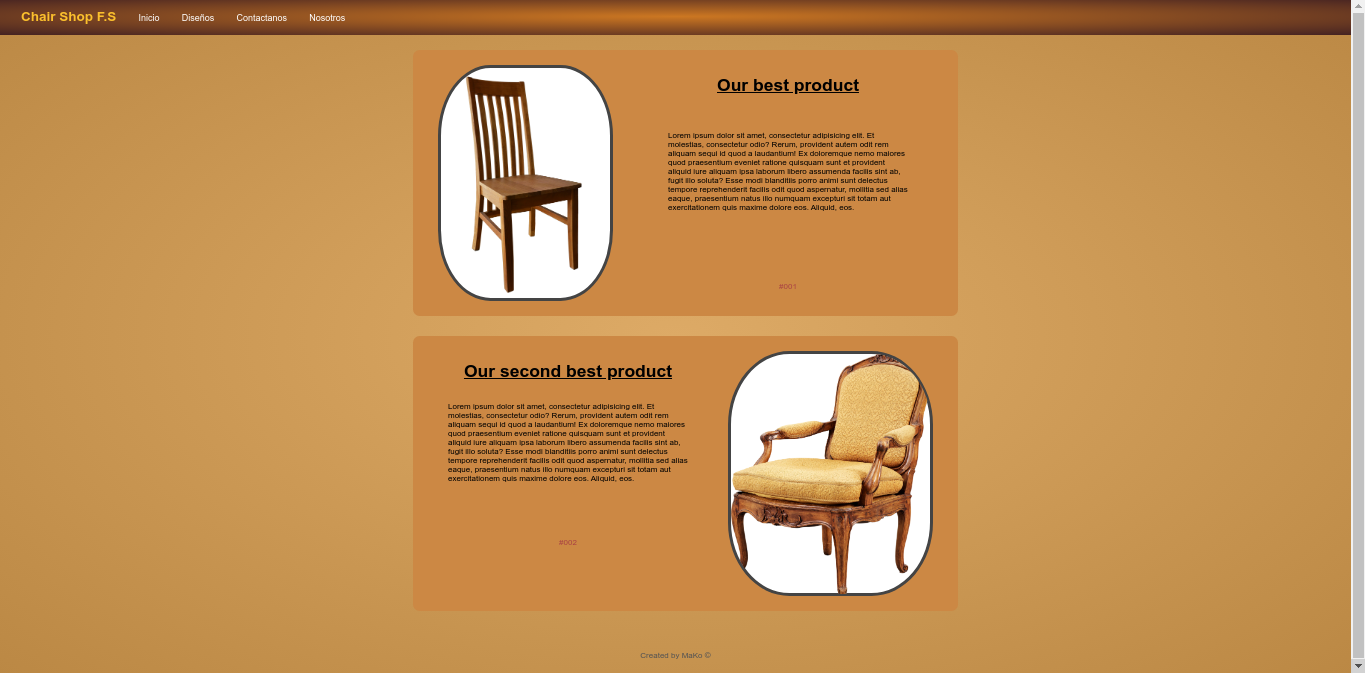 Chair Shop F.S Inicio Diseños Contactanos Nosotros
Our best product
Lorem ipsum dolor sit amet, consectetur adipisicing elit. Et
molestias, consectetur odio? Rerum, provident autem odit rem
aliquam sequi id quod a laudantium! Ex doloremque nemo maiores
quod praesentium eveniet ratione quisquam sunt et provident
aliquid iure aliquam ipsa laborum libero assumenda facilis sint ab,
fugit illo soluta? Esse modi blanditiis porro animi sunt delectus
tempore reprehenderit facilis odit quod aspernatur, mollitia sed alias
eaque, praesentium natus illo numquam excepturi sit totam aut
exercitationem quis maxime dolore eos. Aliquid, eos.
#001
Our second best product
Lorem ipsum dolor sit amet, consectetur adipisicing elit. Et
molestias, consectetur odio? Rerum, provident autem odit rem
aliquam sequi id quod a laudantium! Ex doloremque nemo maiores
quod praesentium eveniet ratione quisquam sunt et provident
aliquid iure aliquam ipsa laborum libero assumenda facilis sint ab,
fugit illo soluta? Esse modi blanditiis porro animi sunt delectus
tempore reprehenderit facilis odit quod aspernatur, mollitia sed alias
eaque, praesentium natus illo numquam excepturi sit totam aut
exercitationem quis maxime dolore eos. Aliquid, eos.
#002
Created by MaKo ©